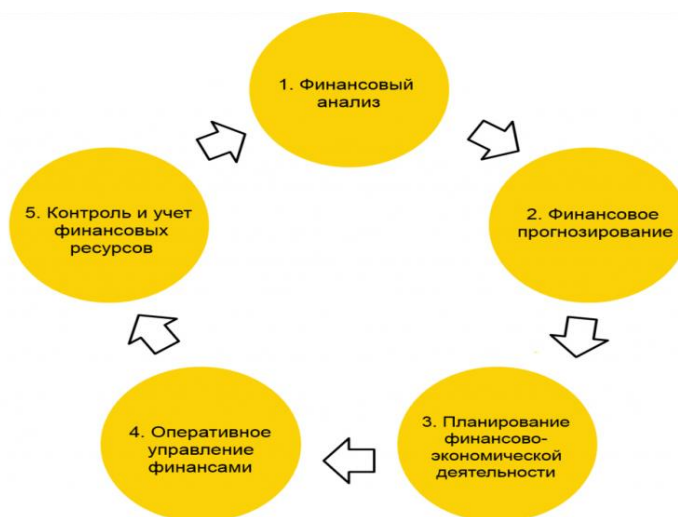 1. Финансовый
анализ
2. Финансовое
прогнозирование
3. Планирование
финансово-
экономической
деятельности
4. Оперативное
управление
финансами
5. Контроль и учет
финансовых
ресурсов